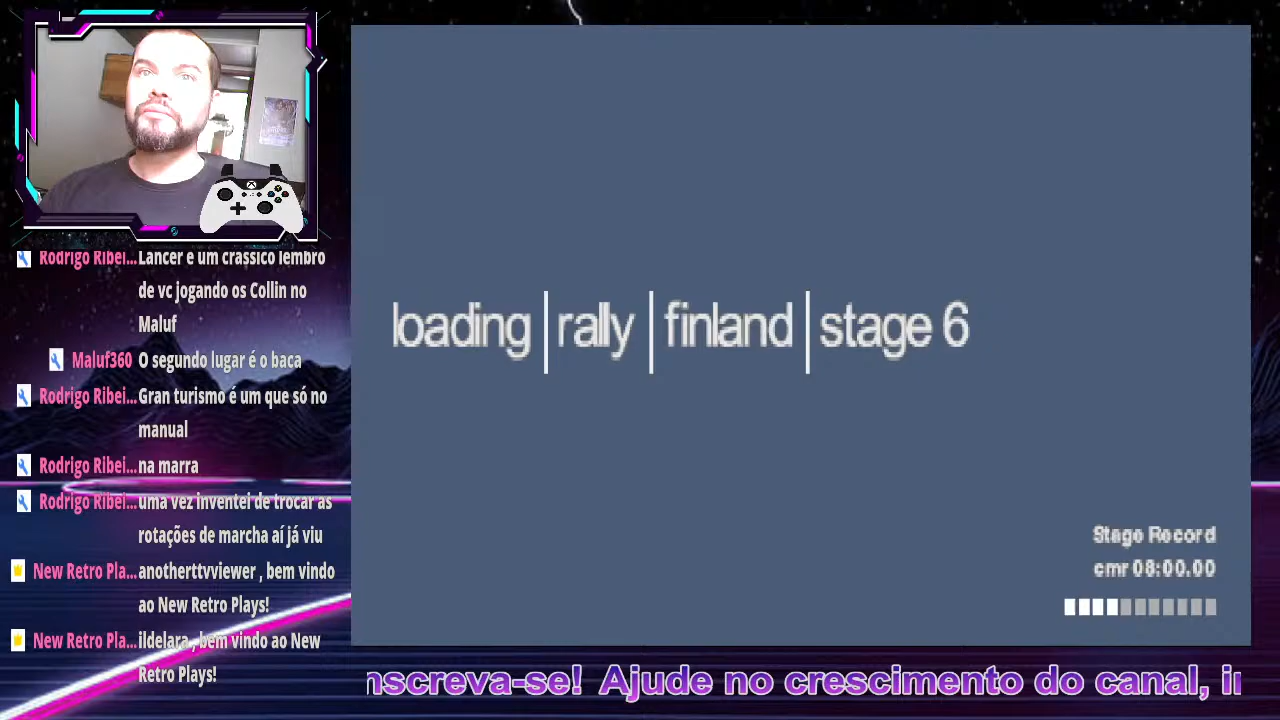 Rodrigo Ribei... Lancer é um crássico lembro
de vc jogando os Collin no
Maluf
Maluf360 O segundo lugar é o baca
Rodrigo Ribei... Gran turismo é um que só no
manual
Rodrigo Ribei... na marra
Rodrigo Ribei... uma vez inventei de trocar as
rotações de marcha aí já viu
New Retro Pla... anotherttvviewer , bem vindo
ao New Retro Plays!
New Retro Pla... ildelara , bem vindo ao New
Retro Plays!
loading | rally | finland | stage 6
Stage Record
cmr 08:00.00
nscreva-se! Ajude no crescimento do canal, in